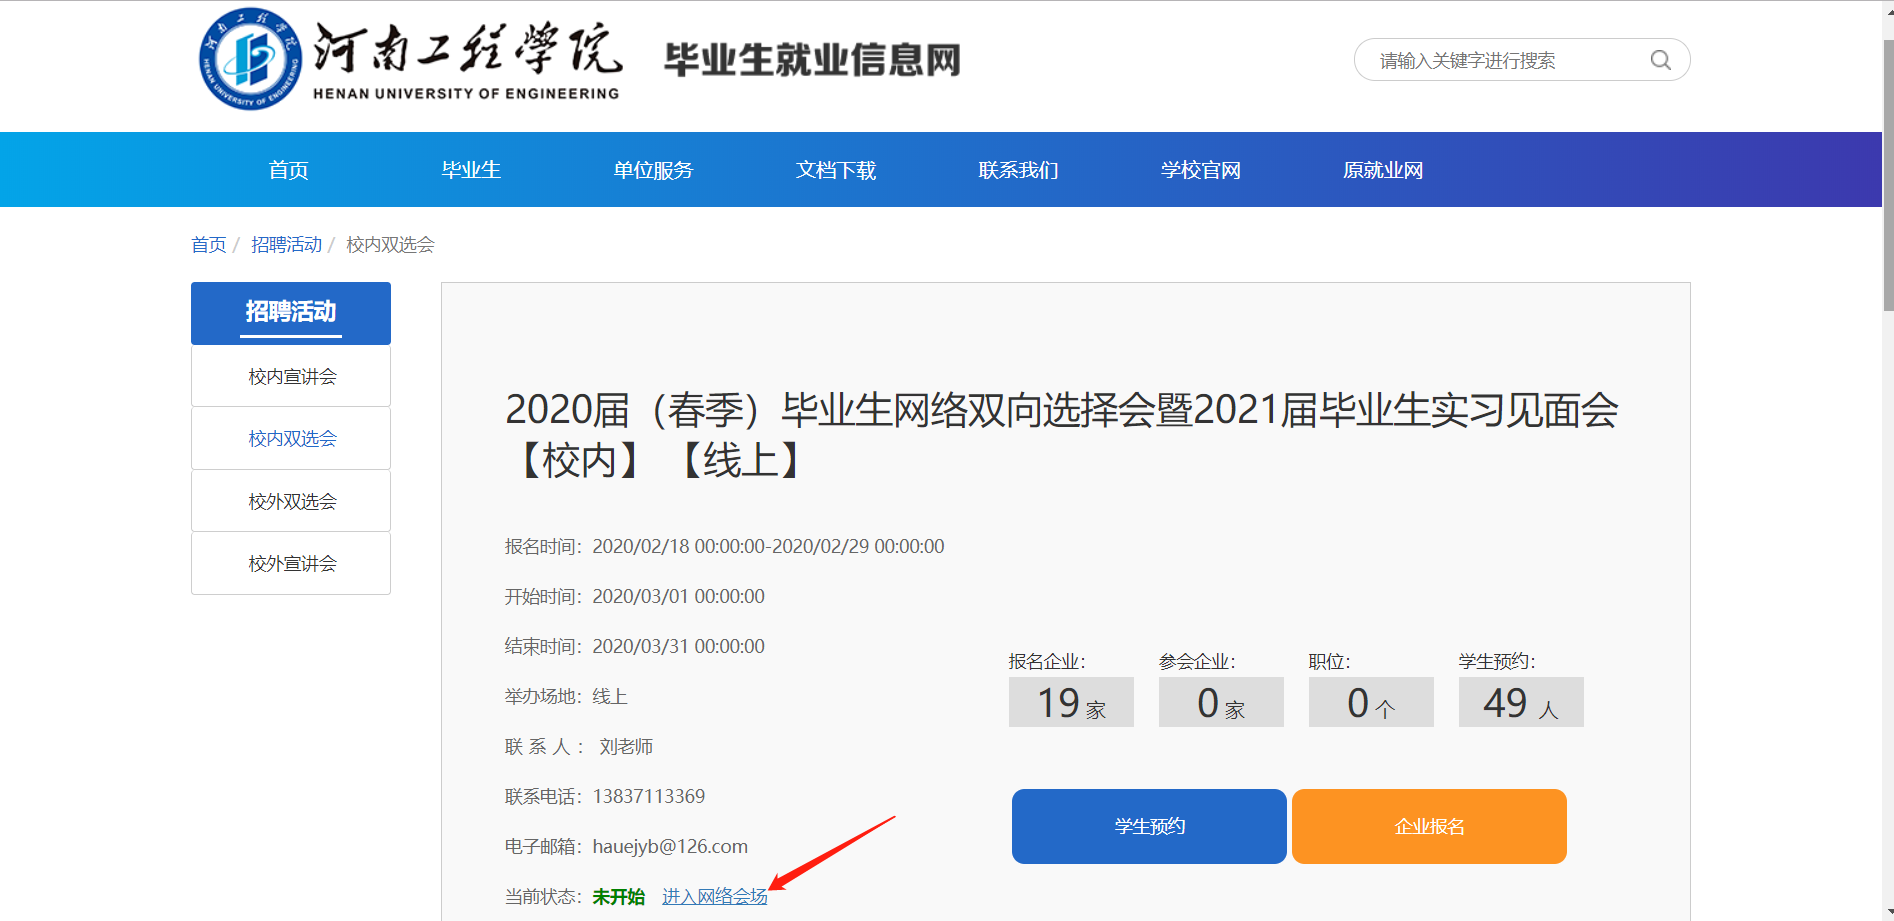 河南工程學院
HENAN UNIVERSITY OF ENGINEERING
河南工程學院
HENAN UNIVERSITY OF ENGINEERING
毕业生就业信息网
请输入关键字进行搜索
首页 毕业生 单位服务 文档下载 联系我们 学校官网 原就业网
首页 / 招聘活动 / 校内双选会
招聘活动
校内宣讲会
校内双选会
校外双选会
校外宣讲会
2020届（春季）毕业生网络双向选择会暨2021届毕业生实习见面会
【校内】 【线上】
报名时间：2020/02/18 00:00:00-2020/02/29 00:00:00
开始时间：2020/03/01 00:00:00
结束时间：2020/03/31 00:00:00
举办场地：线上
联 系 人 ： 刘老师
联系电话：13837113369
电子邮箱：hauejyb@126.com
当前状态：未开始 进入网络会场
报名企业： 参会企业： 职位： 学生预约：
19 家 0 家 0 个 49 人
学生预约 企业报名